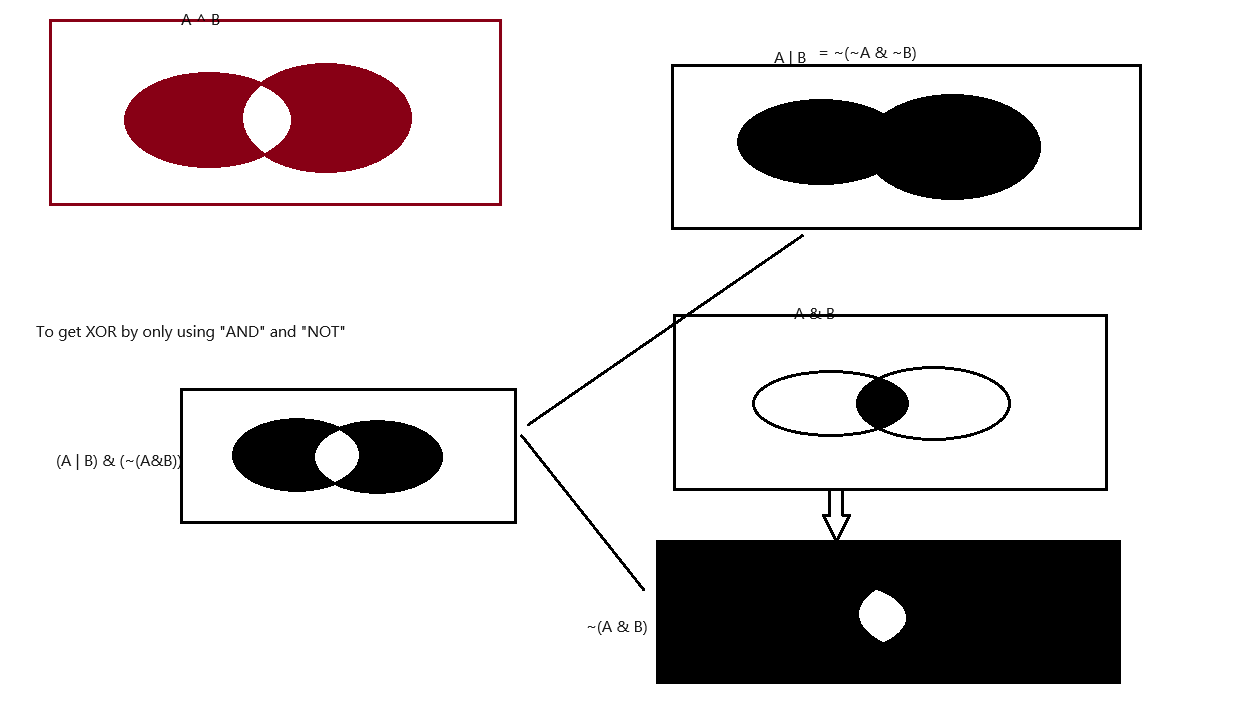 A ^ B
A | B = ~(~A & ~B)
To get XOR by only using "AND" and "NOT"
A & B
(A | B) & (~(A&B))
~(A & B)